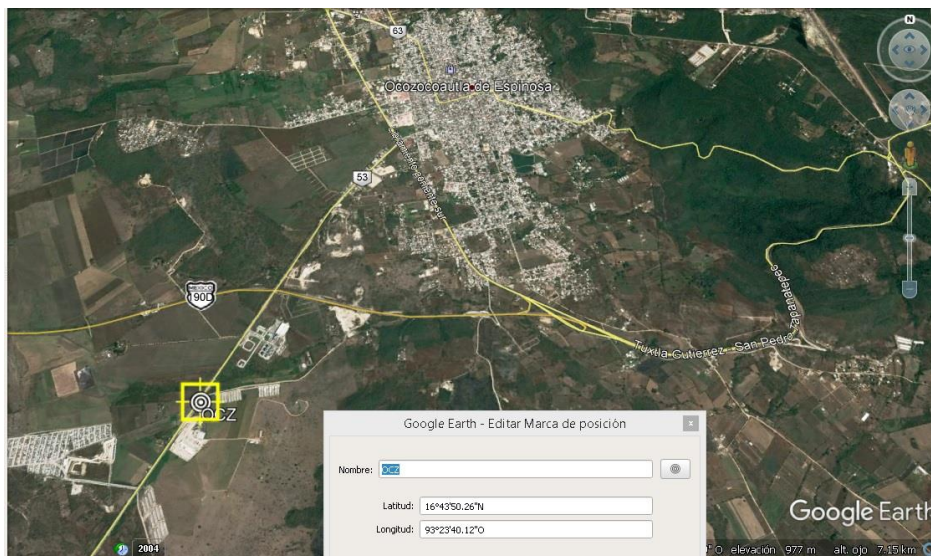 N
63
Ocozocoautla de Espinosa
53
MEXICO
90D
Tuxtla Gutierrez - San Pedro Tapanatepec
OCZ
Google Earth - Editar Marca de posición
x
Nombre: OCZ
Latitud: 16°43'50.26"N
Longitud: 93°23'40.12"O
Google Earth
2004
° O elevación 977 m alt. ojo 7.15 km